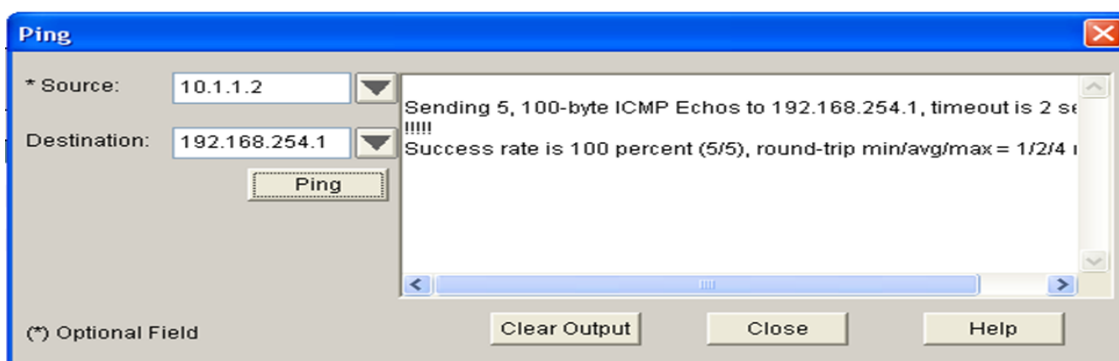 Ping
* Source:
10.1.1.2
Destination:
192.168.254.1
Ping
Sending 5, 100-byte ICMP Echos to 192.168.254.1, timeout is 2 se
!!!!!
Success rate is 100 percent (5/5), round-trip min/avg/max = 1/2/4
(*) Optional Field
Clear Output
Close
Help